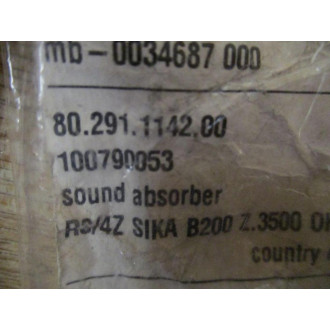 mb-0034687 000
80.291.1142,00
100790053
sound absorber
RS/4Z SIKA B200 Z.3500
country